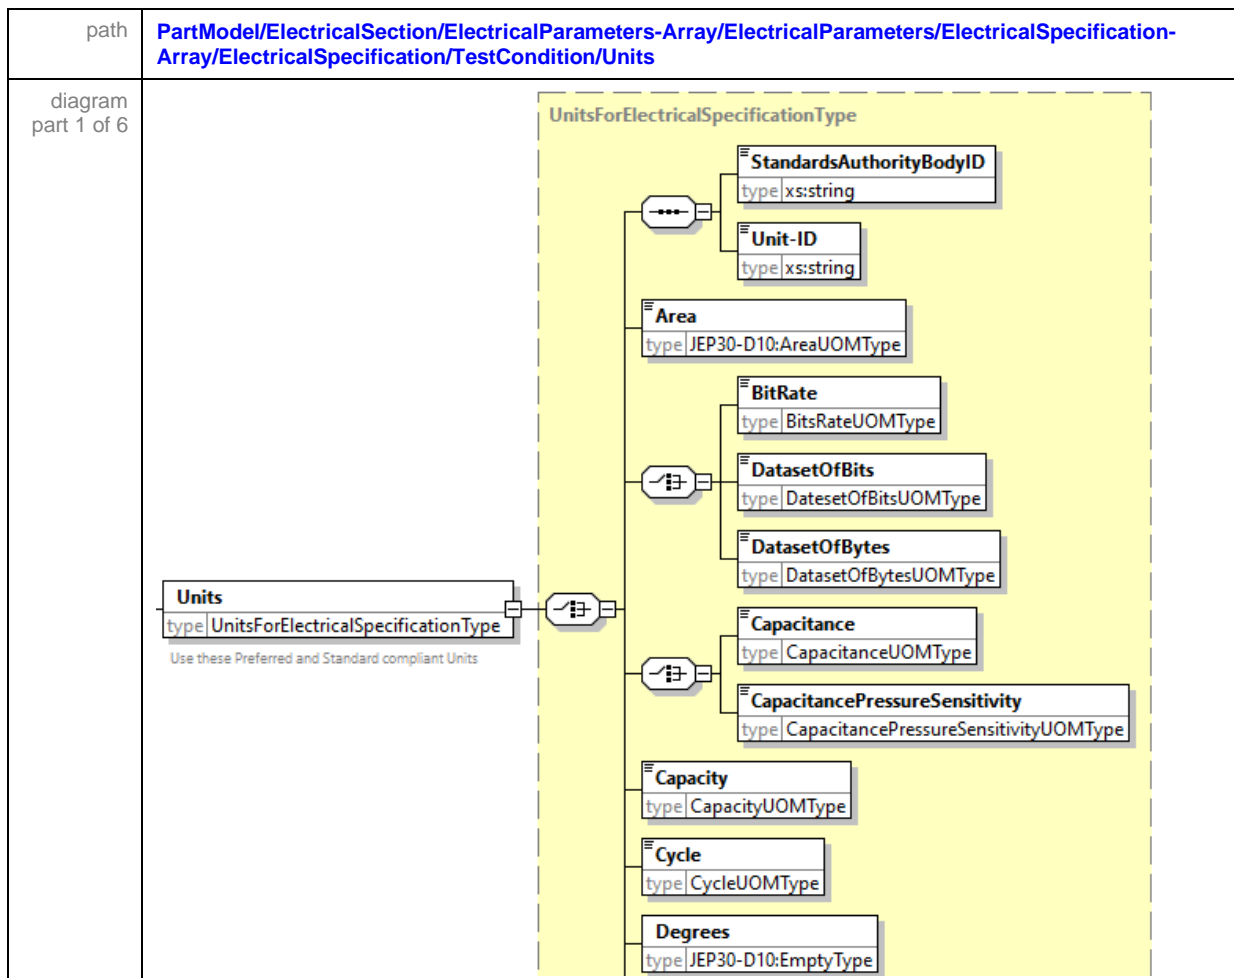 path
PartModel/ElectricalSection/ElectricalParameters-Array/ElectricalParameters/ElectricalSpecification-
Array/ElectricalSpecification/TestCondition/Units
diagram
part 1 of 6
UnitsForElectricalSpecificationType
StandardsAuthorityBodyID
type xs:string
Unit-ID
type xs:string
Area
type JEP30-D10:AreaUOMType
BitRate
type BitsRateUOMType
DatasetOfBits
type DatesetOfBitsUOMType
DatasetOfBytes
type DatasetOfBytesUOMType
Units
type UnitsForElectricalSpecificationType
Use these Preferred and Standard compliant Units
Capacitance
type CapacitanceUOMType
CapacitancePressureSensitivity
type CapacitancePressureSensitivityUOMType
Capacity
type CapacityUOMType
Cycle
type CycleUOMType
Degrees
type JEP30-D10:EmptyType